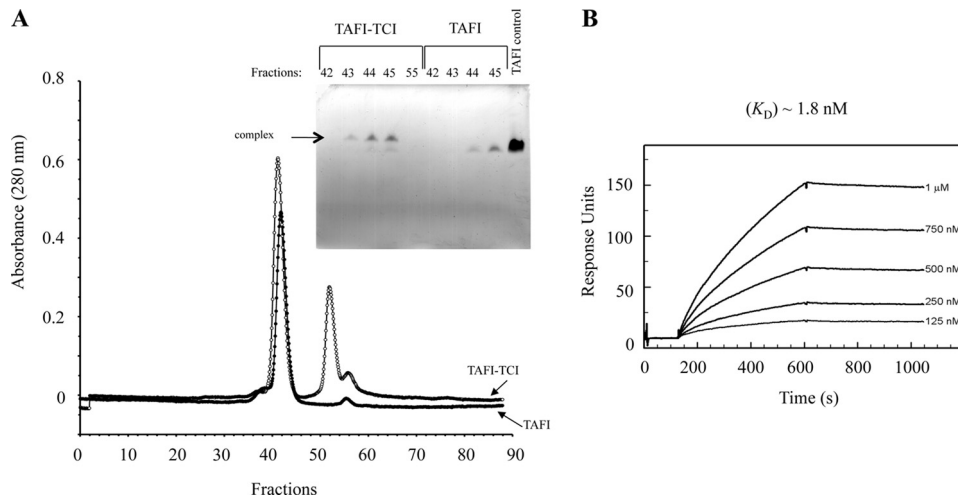 A
TAFI-TCI TAFI TAFI control
Fractions: 42 43 44 45 55 42 43 44 45
complex
0.8
0.6
0.4
0.2
0
Absorbance (280 nm)
TAFI-TCI
TAFI
0 10 20 30 40 50 60 70 80 90
Fractions
B
(K_D) ~ 1.8 nM
150
100
50
0
Response Units
1 µM
750 nM
500 nM
250 nM
125 nM
0 200 400 600 800 1000
Time (s)